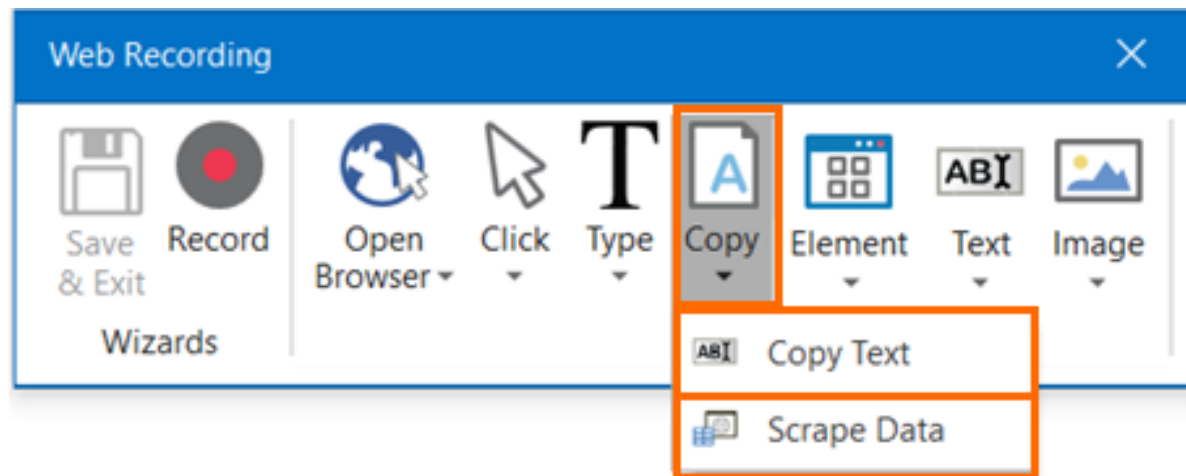 Web Recording
Save
& Exit
Record
Open
Browser
Click
Type
Copy
Element
Text
Image
Wizards
Copy Text
Scrape Data